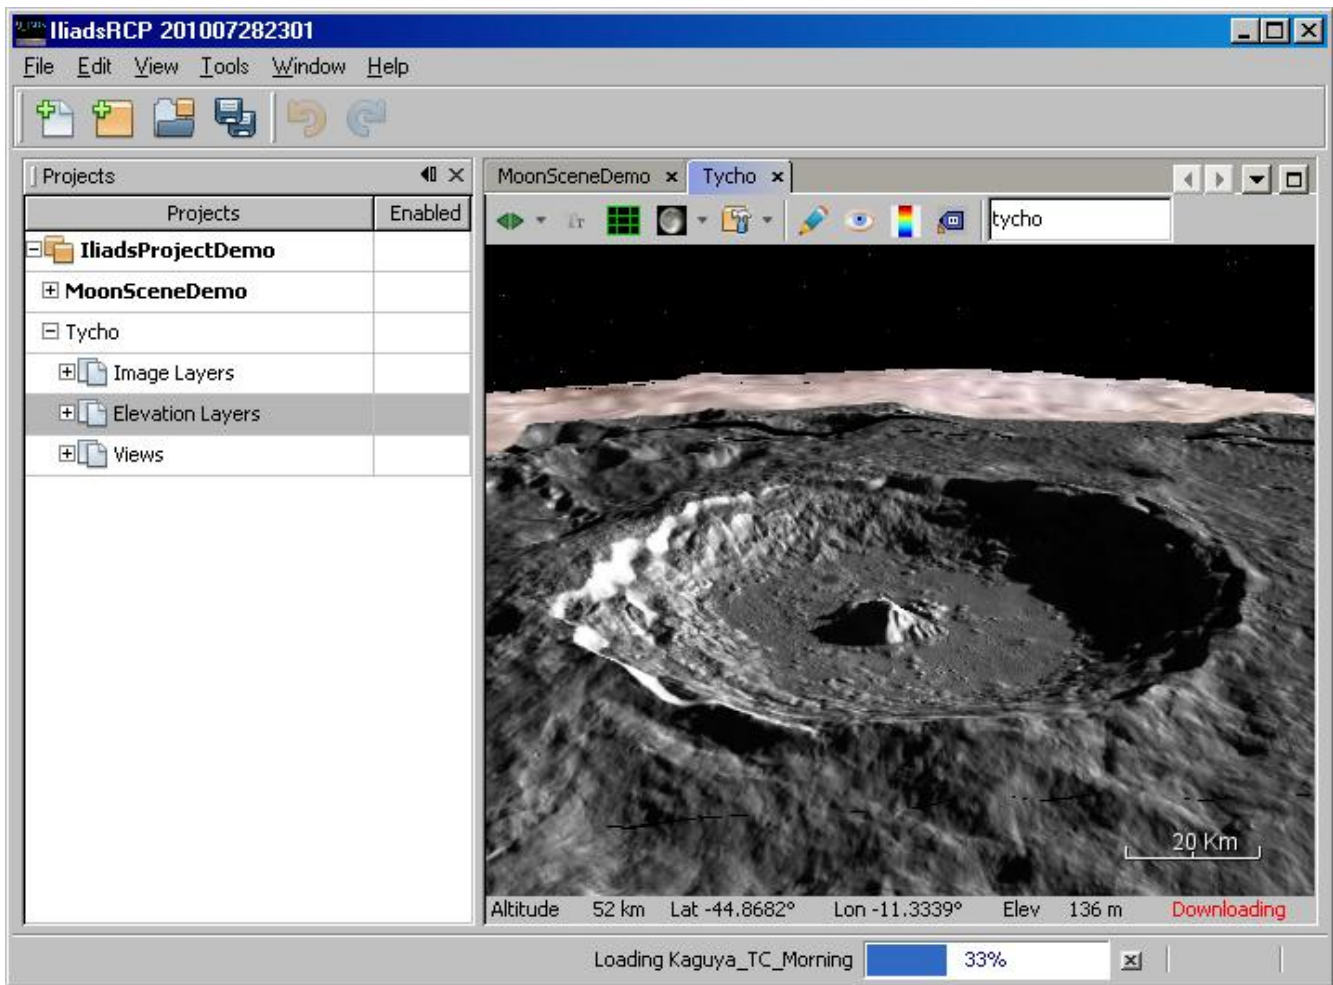 IliadsRCP 201007282301
File Edit View Tools Window Help
Projects
Projects Enabled
IliadsProjectDemo
MoonSceneDemo
Tycho
Image Layers
Elevation Layers
Views
MoonSceneDemo Tycho
tycho
20 Km
Altitude 52 km Lat -44.8682° Lon -11.3339° Elev 136 m Downloading
Loading Kaguya_TC_Morning 33%